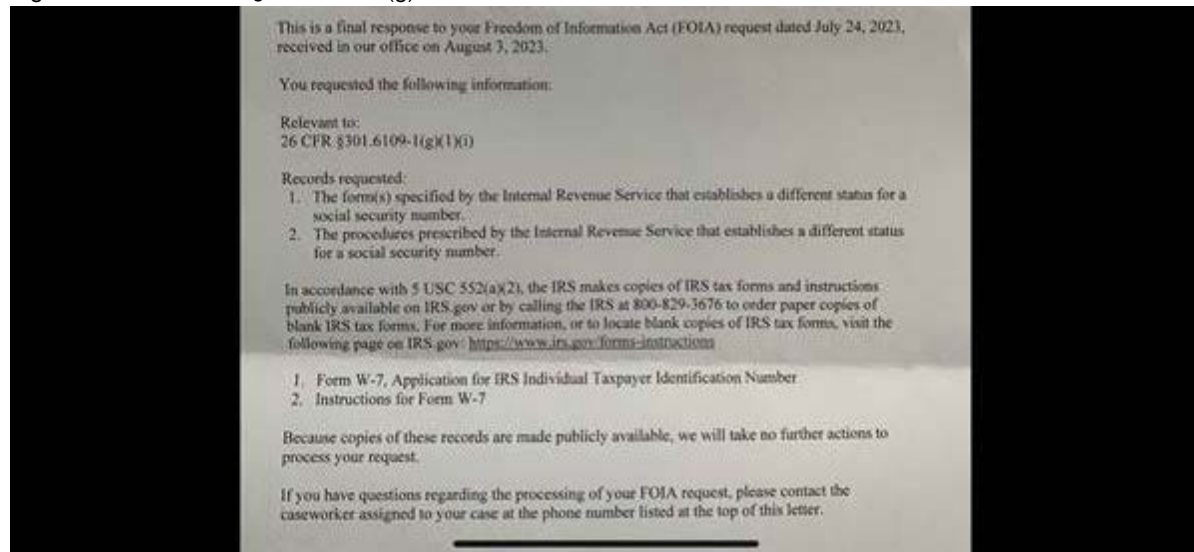 This is a final response to your Freedom of Information Act (FOIA) request dated July 24, 2023,
received in our office on August 3, 2023.
You requested the following information:
Relevant to:
26 CFR §301.6109-1(g)(1)(i)
Records requested:
1. The form(s) specified by the Internal Revenue Service that establishes a different status for a
social security number.
2. The procedures prescribed by the Internal Revenue Service that establishes a different status
for a social security number.
In accordance with 5 USC 552(a)(2), the IRS makes copies of IRS tax forms and instructions
publicly available on IRS.gov or by calling the IRS at 800-829-3676 to order paper copies of
blank IRS tax forms. For more information, or to locate blank copies of IRS tax forms, visit the
following page on IRS.gov: https://www.irs.gov/forms-instructions
1. Form W-7, Application for IRS Individual Taxpayer Identification Number
2. Instructions for Form W-7
Because copies of these records are made publicly available, we will take no further actions to
process your request.
If you have questions regarding the processing of your FOIA request, please contact the
caseworker assigned to your case at the phone number listed at the top of this letter.